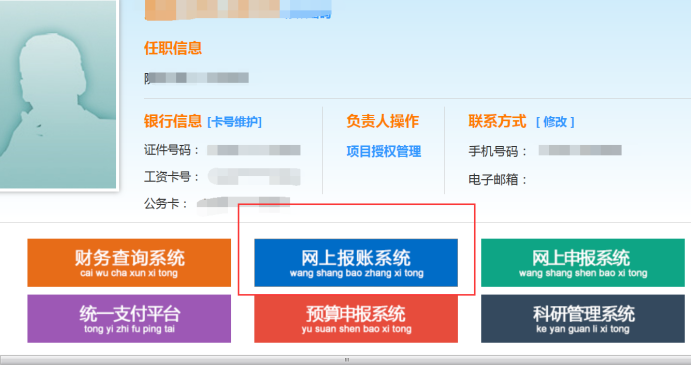 任职信息
银行信息 [卡号维护]
证件号码：
工资卡号：
公务卡：
负责人操作
项目授权管理
联系方式 [ 修改 ]
手机号码：
电子邮箱：
财务查询系统
cai wu cha xun xi tong
网上报账系统
wang shang bao zhang xi tong
网上申报系统
wang shang shen bao xi tong
统一支付平台
tong yi zhi fu ping tai
预算申报系统
yu suan shen bao xi tong
科研管理系统
ke yan guan li xi tong